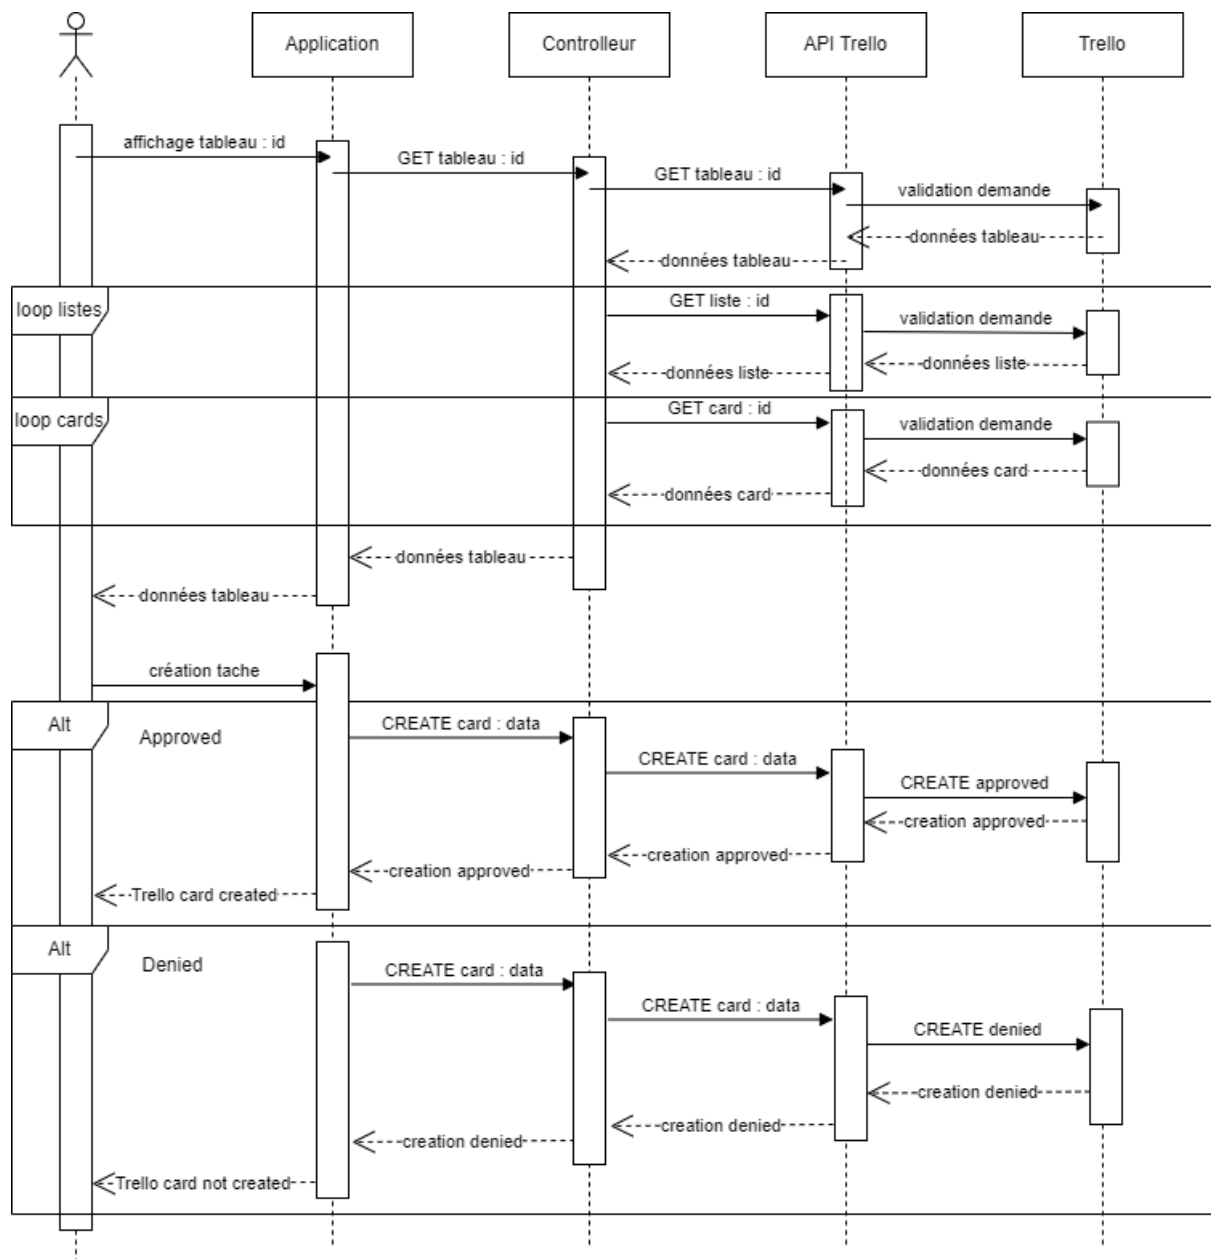 Application
Controlleur
API Trello
Trello
affichage tableau : id
GET tableau : id
GET tableau : id
validation demande
données tableau
données tableau
loop listes
GET liste : id
validation demande
données liste
données liste
loop cards
GET card : id
validation demande
données card
données card
données tableau
données tableau
création tache
Alt
Approved
CREATE card : data
CREATE card : data
CREATE approved
creation approved
creation approved
creation approved
Trello card created
Alt
Denied
CREATE card : data
CREATE card : data
CREATE denied
creation denied
creation denied
creation denied
Trello card not created